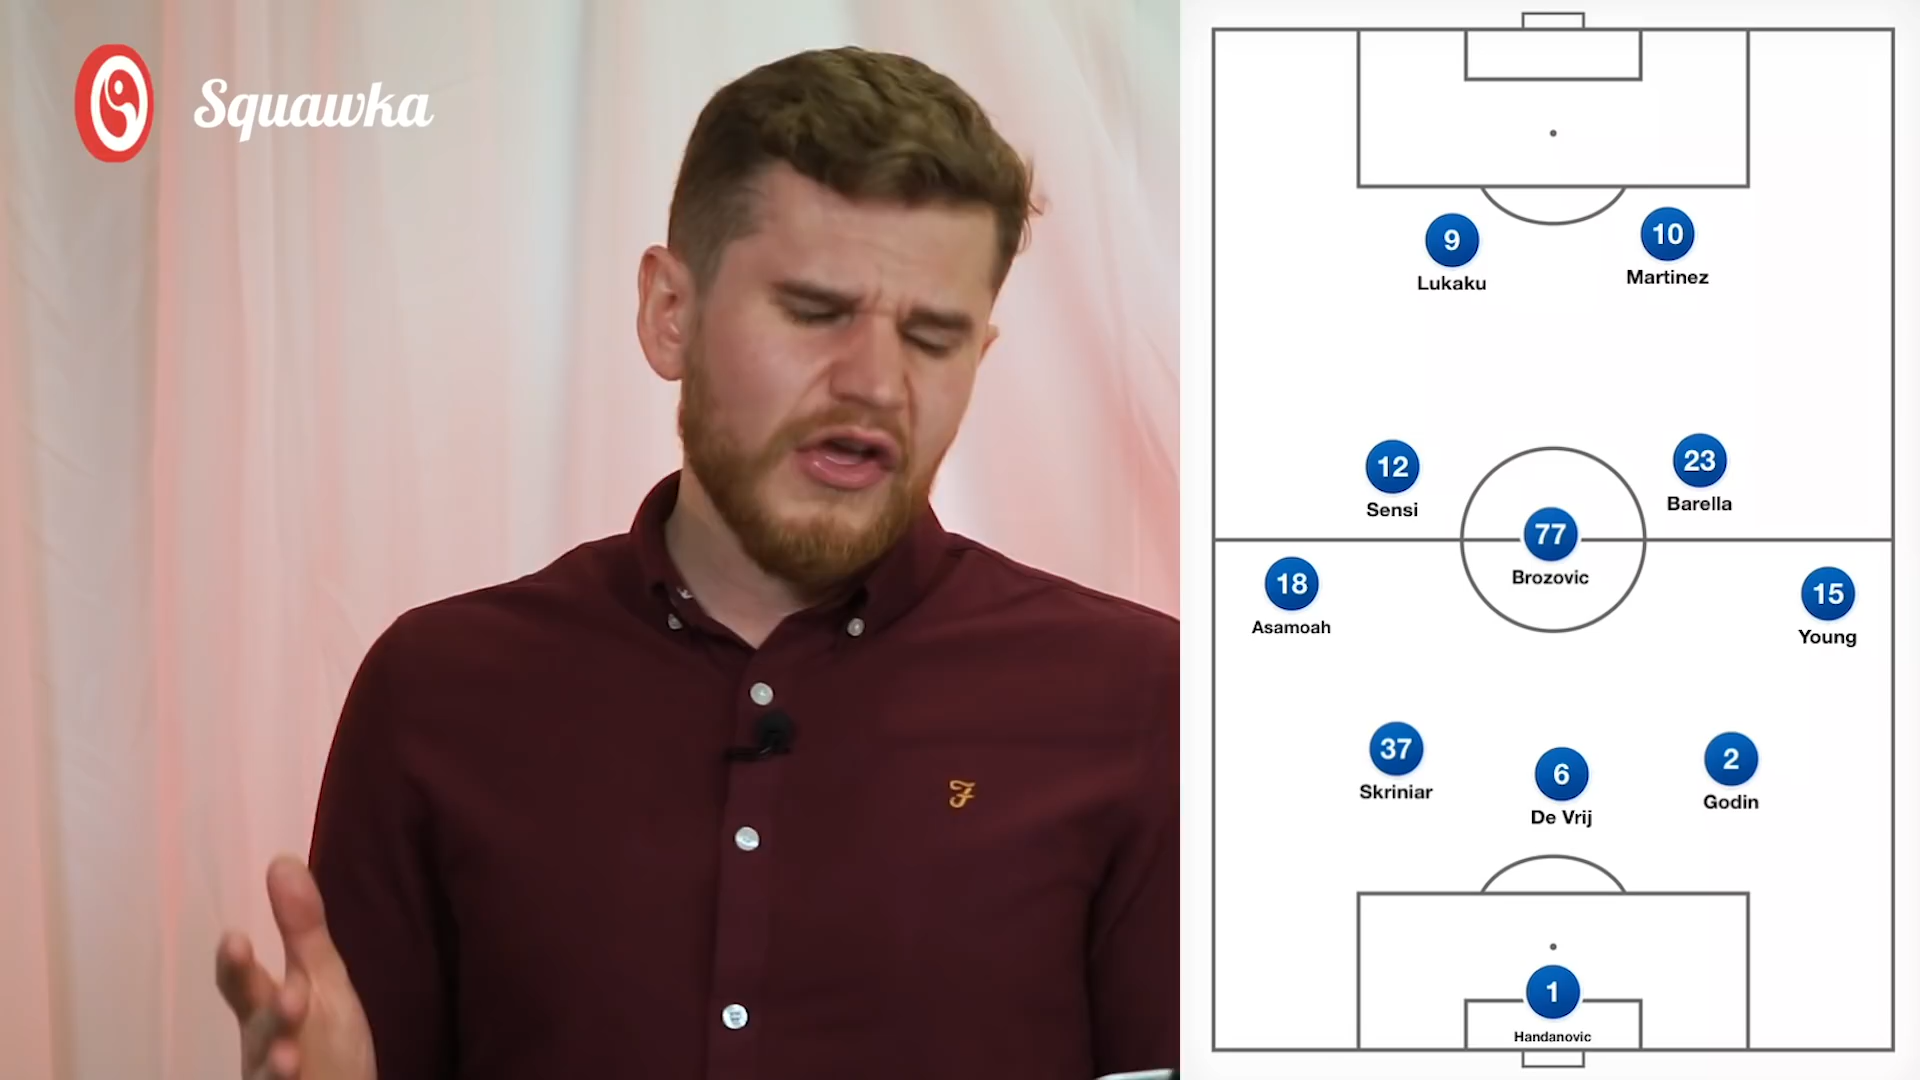 Squawka
9
Lukaku
10
Martinez
12
Sensi
23
Barella
77
Brozovic
18
Asamoah
15
Young
37
Skriniar
6
De Vrij
2
Godin
1
Handanovic